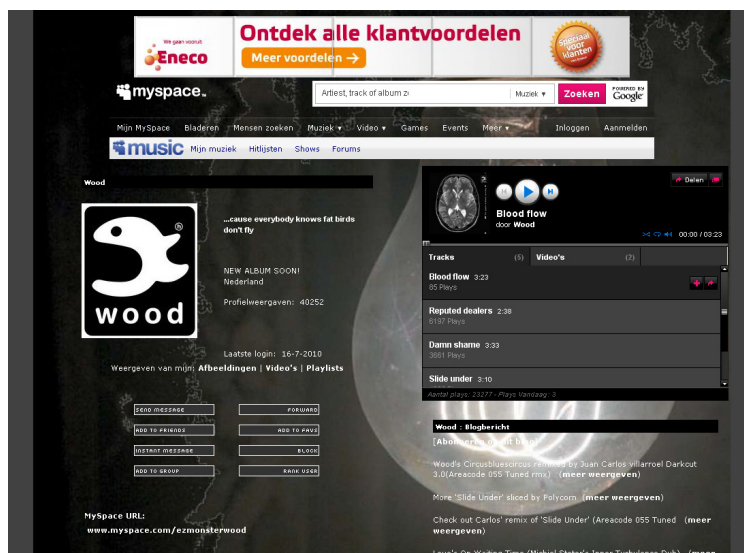 We gaan vooruit
Eneco
Ontdek alle klantvoordelen
Meer voordelen →
Speciaal
voor
klanten
myspace.
Artiest, track of album zo
Muziek ▾
Zoeken
POWERED BY
Google
Mijn MySpace Bladeren Mensen zoeken Muziek ▾ Video ▾ Games Events Meer ▾ Inloggen Aanmelden
music Mijn muziek Hitlijsten Shows Forums
Wood
wood
®
...cause everybody knows fat birds
don't fly
NEW ALBUM SOON!
Nederland
Profielweergaven: 40252
Laatste login: 16-7-2010
Weergeven van mijn: Afbeeldingen | Video's | Playlists
SEND MESSAGE FORWARD
ADD TO FRIENDS ADD TO FAVS
INSTANT MESSAGE BLOCK
ADD TO GROUP RANK USER
MySpace URL:
www.myspace.com/ezmonsterwood
Delen
Blood flow
door Wood
00:00 / 03:23
Tracks (5) Video's (2)
Blood flow 3:23
85 Plays
Reputed dealers 2:38
6197 Plays
Damn shame 3:33
3661 Plays
Slide under 3:10
Aantal plays: 23277 - Plays Vandaag: 3
Wood : Blogbericht
Wood's Circusbluescircus remixed by Juan Carlos villarroel Darkcut
3.0(Areacode 055 Tuned rmx) (meer weergeven)
More 'Slide Under' sliced by Polycorn (meer weergeven)
Check out Carlos' remix of 'Slide Under' (Areacode 055 Tuned (meer
weergeven)